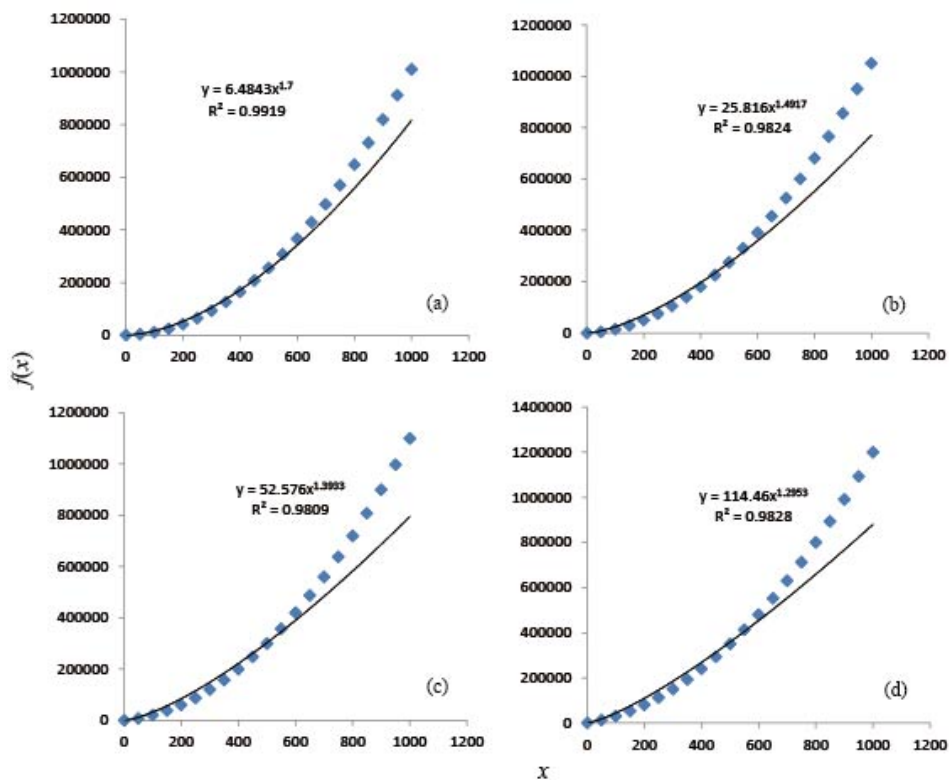 1200000
1000000
800000
600000
400000
200000
0
0 200 400 600 800 1000 1200
y = 6.4843x^1.7
R² = 0.9919
(a)
1200000
1000000
800000
600000
400000
200000
0
0 200 400 600 800 1000 1200
y = 25.816x^1.4917
R² = 0.9824
(b)
f(x)
1200000
1000000
800000
600000
400000
200000
0
0 200 400 600 800 1000 1200
y = 52.576x^1.3933
R² = 0.9809
(c)
1400000
1200000
1000000
800000
600000
400000
200000
0
0 200 400 600 800 1000 1200
y = 114.46x^1.2953
R² = 0.9828
(d)
x